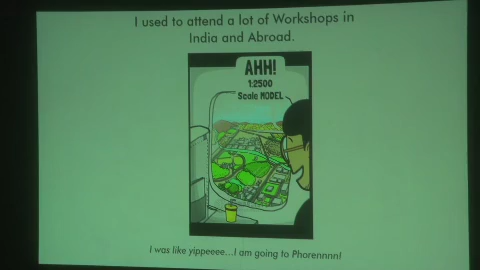 I used to attend a lot of Workshops in
India and Abroad.
AHH!
1:2500
Scale MODEL
I was like yippeeee...I am going to Phorennnn!